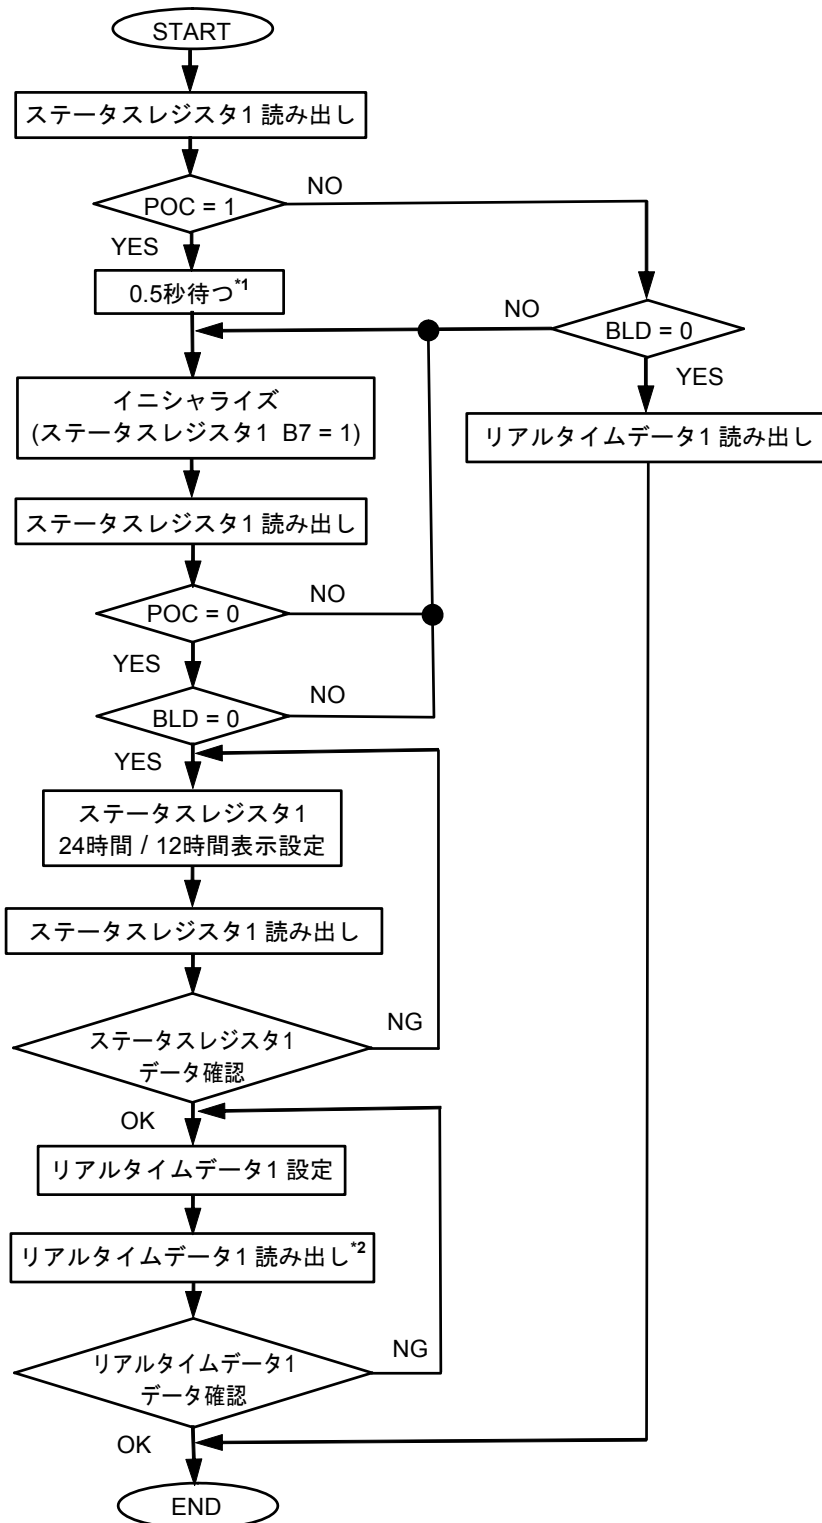 START
ステータスレジスタ1 読み出し
POC = 1
NO
YES
0.5秒待つ*1
NO
BLD = 0
YES
イニシャライズ
(ステータスレジスタ1 B7 = 1)
リアルタイムデータ1 読み出し
ステータスレジスタ1 読み出し
POC = 0
NO
YES
BLD = 0
NO
YES
ステータスレジスタ1
24時間 / 12時間表示設定
ステータスレジスタ1 読み出し
ステータスレジスタ1
データ確認
NG
OK
リアルタイムデータ1 設定
リアルタイムデータ1 読み出し*2
リアルタイムデータ1
データ確認
NG
OK
END